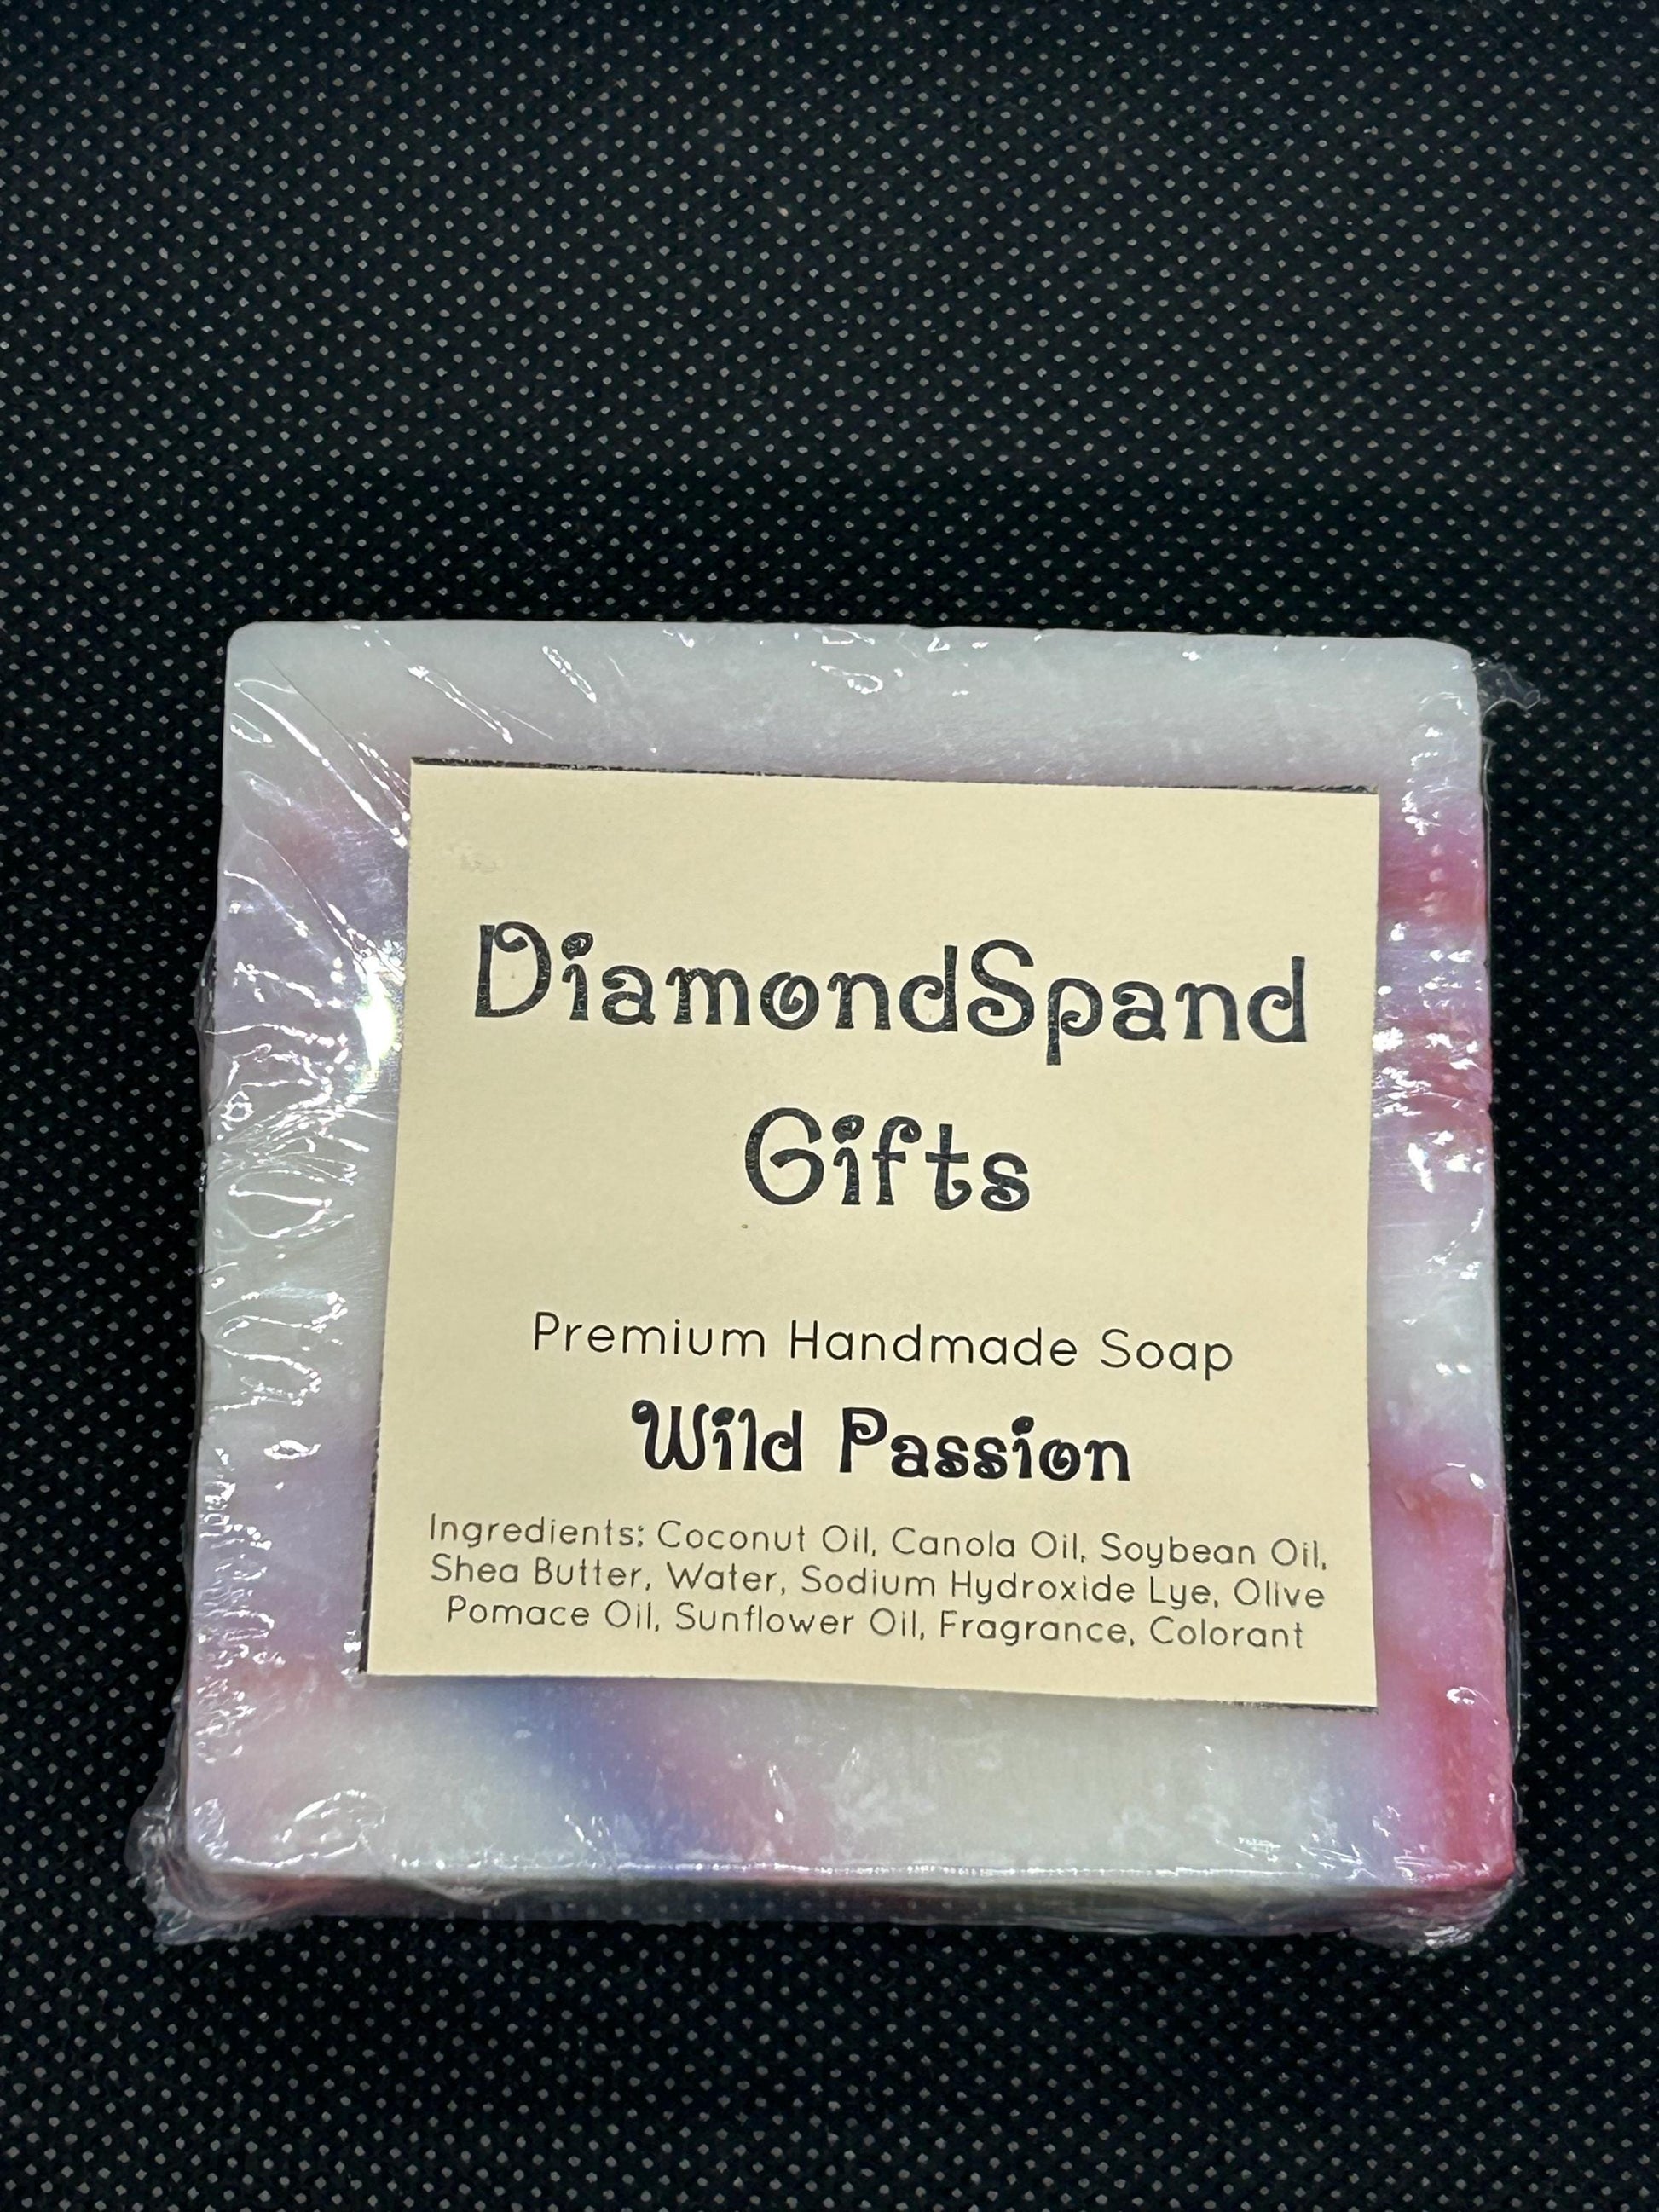 DiamondSpand
Gifts
Premium Handmade Soap
Wild Passion
Ingredients: Coconut Oil, Canola Oil, Soybean Oil,
Shea Butter, Water, Sodium Hydroxide Lye, Olive
Pomace Oil, Sunflower Oil, Fragrance, Colorant